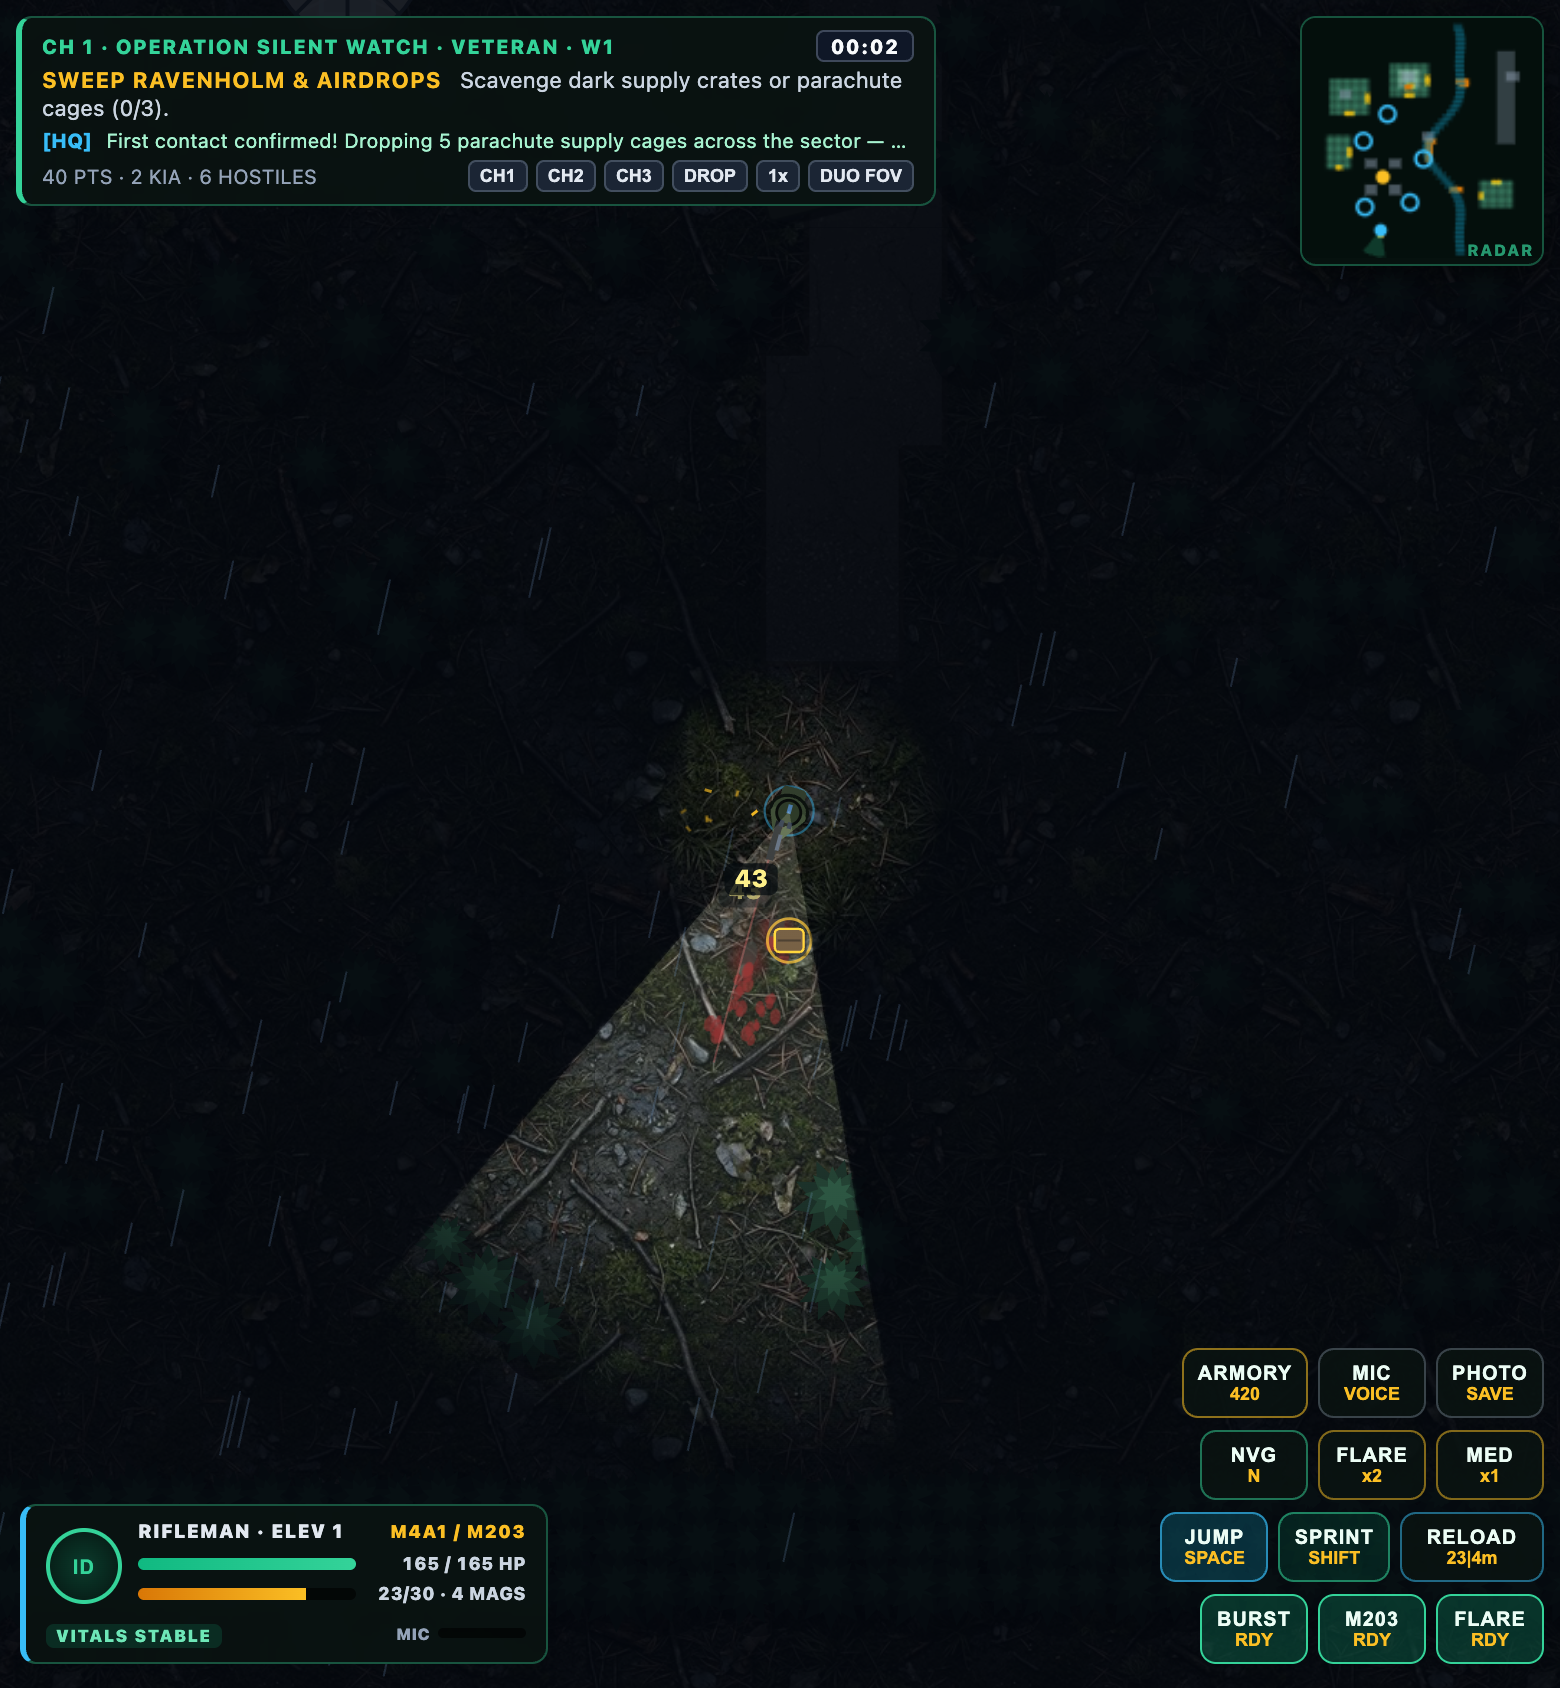 CH 1 · OPERATION SILENT WATCH · VETERAN · W1
00:02
SWEEP RAVENHOLM & AIRDROPS Scavenge dark supply crates or parachute
cages (0/3).
[HQ] First contact confirmed! Dropping 5 parachute supply cages across the sector — ...
40 PTS · 2 KIA · 6 HOSTILES
CH1
CH2
CH3
DROP
1x
DUO FOV
RADAR
43
ARMORY
420
MIC
VOICE
PHOTO
SAVE
NVG
N
FLARE
x2
MED
x1
JUMP
SPACE
SPRINT
SHIFT
RELOAD
23|4m
BURST
RDY
M203
RDY
FLARE
RDY
ID
RIFLEMAN · ELEV 1
M4A1 / M203
165 / 165 HP
23/30 · 4 MAGS
VITALS STABLE
MIC